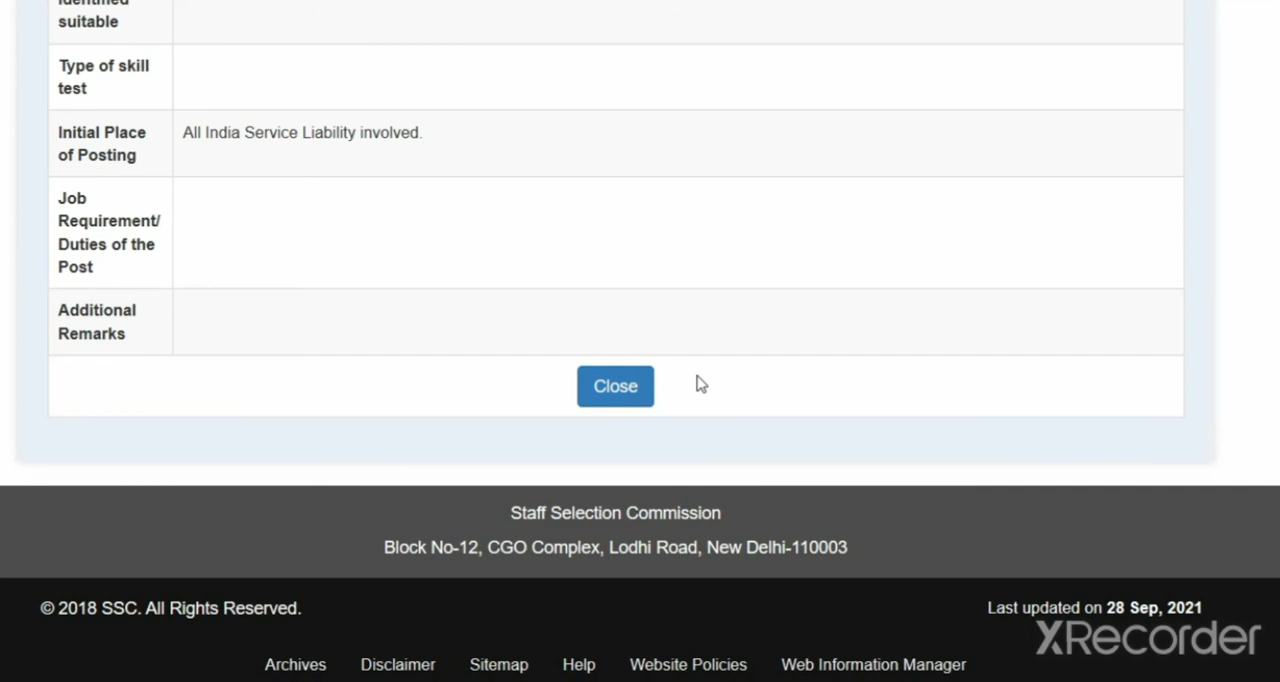 Identified
suitable
Type of skill
test
Initial Place
of Posting
All India Service Liability involved.
Job
Requirement/
Duties of the
Post
Additional
Remarks
Close
Staff Selection Commission
Block No-12, CGO Complex, Lodhi Road, New Delhi-110003
© 2018 SSC. All Rights Reserved.
Last updated on 28 Sep, 2021
XRecorder
Archives Disclaimer Sitemap Help Website Policies Web Information Manager